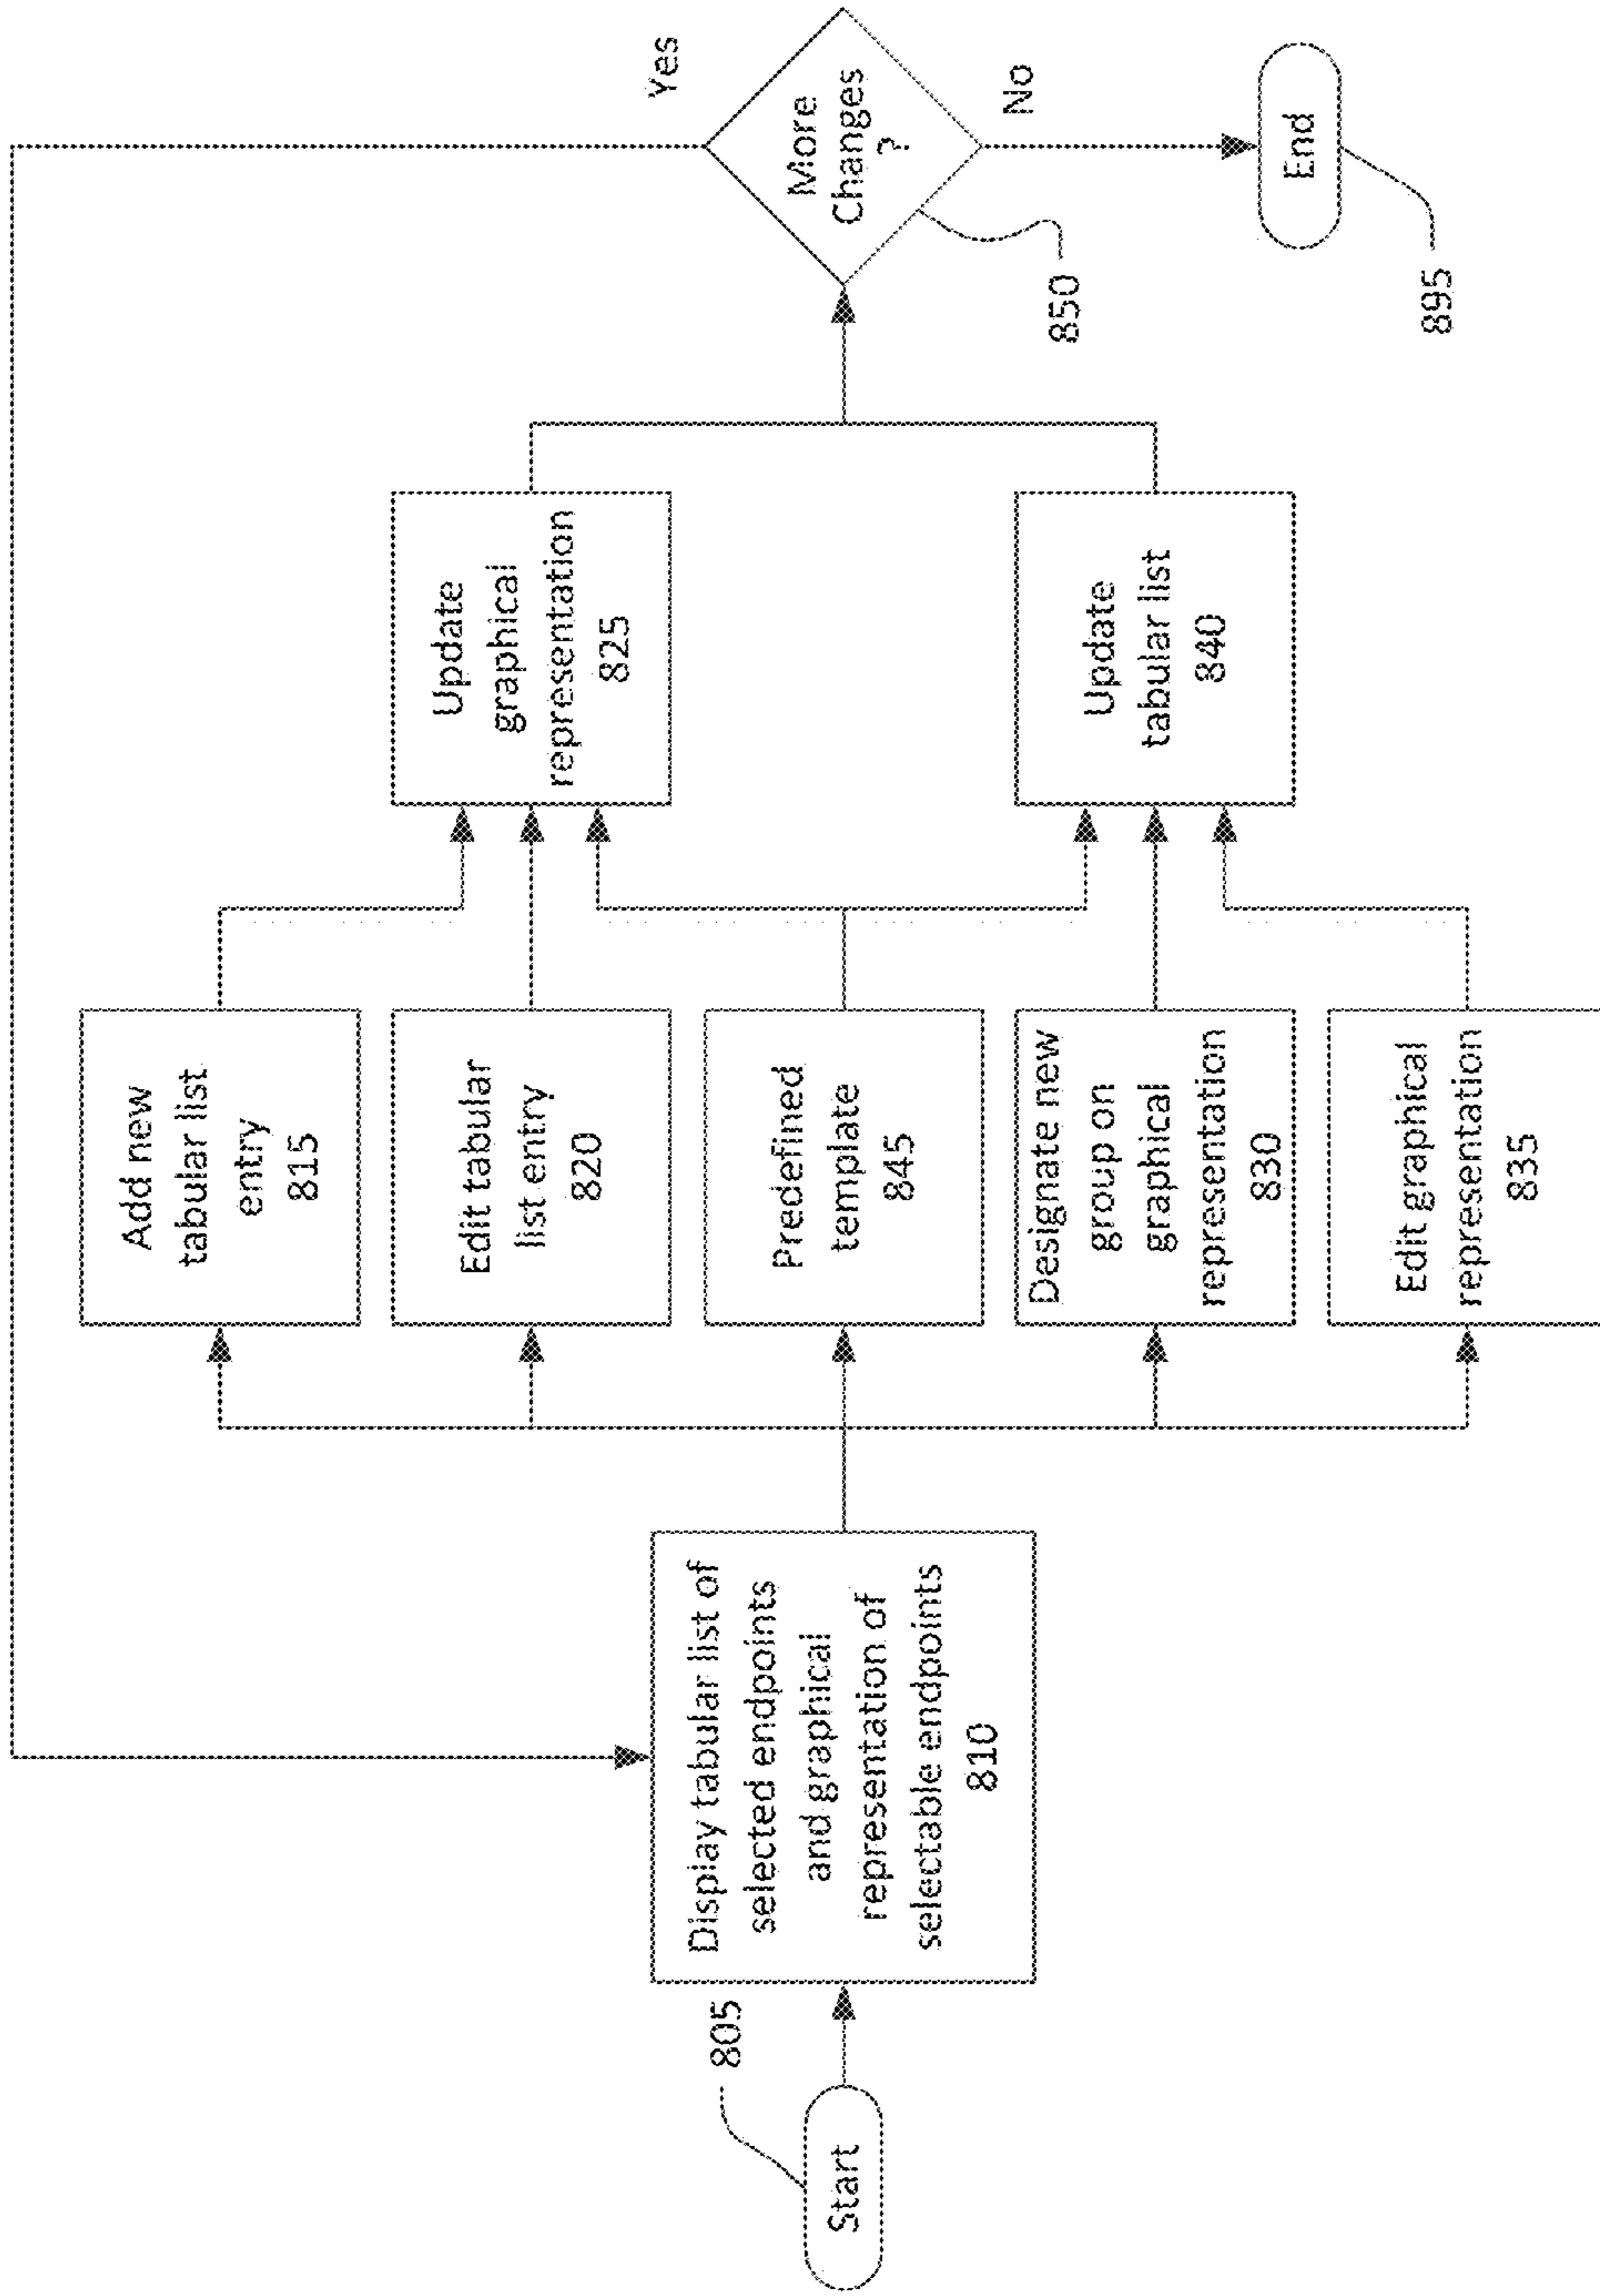 Start
805
Display tabular list of
selected endpoints
and graphical
representation of
selectable endpoints
810
Add new
tabular list
entry
815
Edit tabular
list entry
820
Predefined
template
845
Designate new
group on
graphical
representation
830
Edit graphical
representation
835
Update
graphical
representation
825
Update
tabular list
840
More
Changes
?
850
Yes
No
End
895